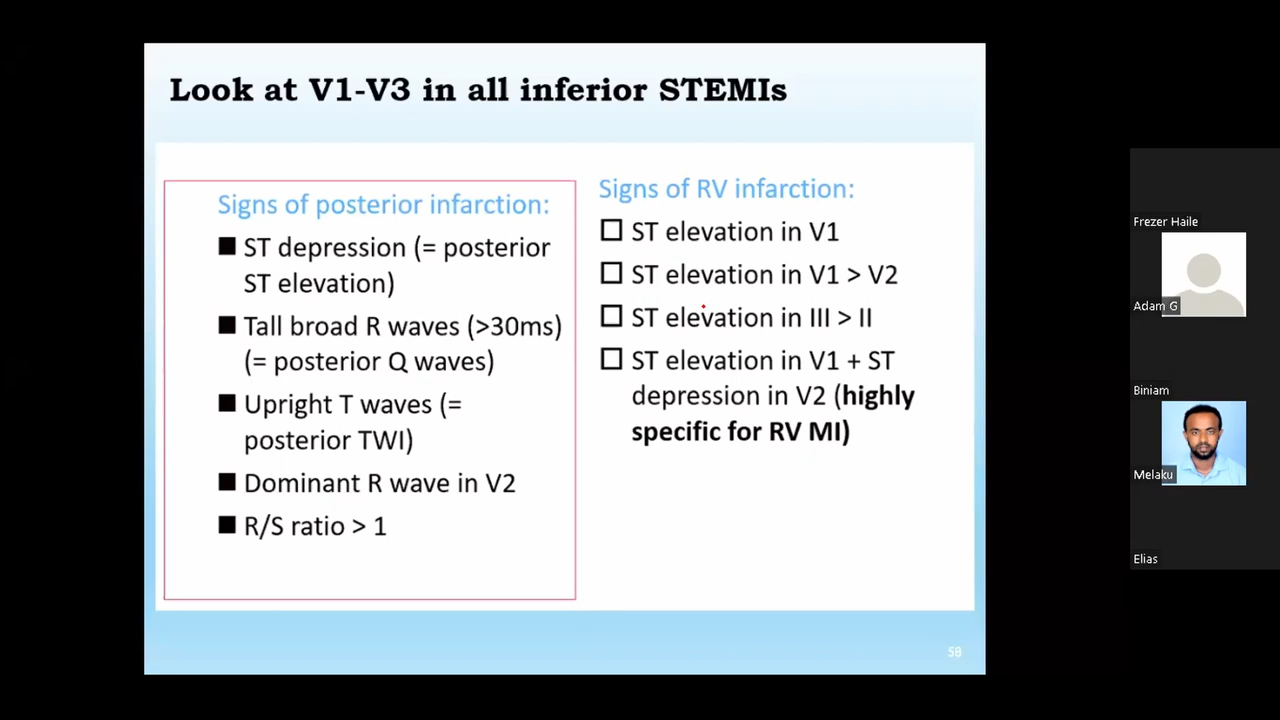 Look at V1-V3 in all inferior STEMIs
Signs of posterior infarction:
■ ST depression (= posterior
ST elevation)
■ Tall broad R waves (>30ms)
(= posterior Q waves)
■ Upright T waves (=
posterior TWI)
■ Dominant R wave in V2
■ R/S ratio > 1
Signs of RV infarction:
☐ ST elevation in V1
☐ ST elevation in V1 > V2
☐ ST elevation in III > II
☐ ST elevation in V1 + ST
depression in V2 (highly
specific for RV MI)
58
Frezer Haile
Adam G
Biniam
Melaku
Elias